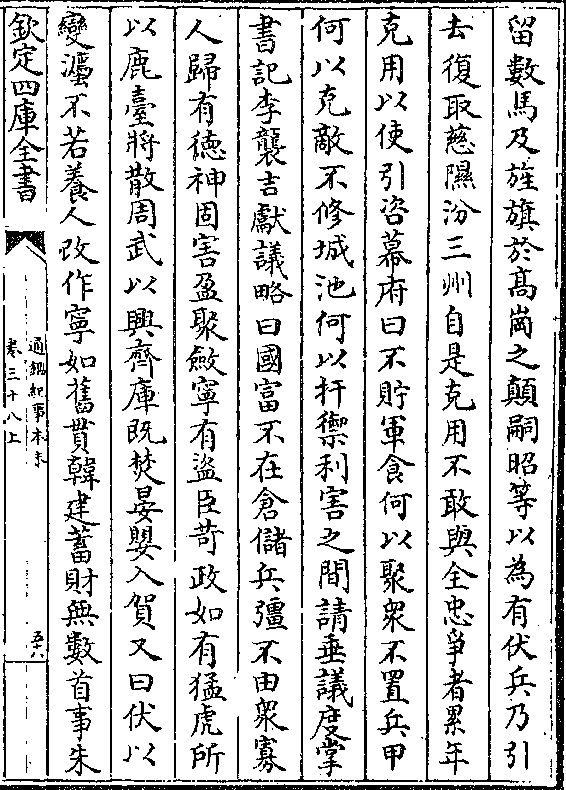 留數馬及旌旗於髙崗之顛嗣昭等以為有伏兵乃引
去復取慈隰汾三州自是克用不敢與全忠爭者累年
克用以使引咨幕府曰不貯軍食何以聚衆不置兵甲
何以克敵不修城池何以扞禦利害之間請垂議度掌
書記李襲吉獻議略曰國富不在倉儲兵彊不由衆寡
人歸有徳神固害盈聚斂寧有盜臣苛政如有猛虎所
以鹿臺將散周武以興齊庫既焚晏嬰入賀又曰伏以
變灋不若養人改作寧如舊貫韓建蓄財無數首事朱
欽定四庫全書
通鑑紀事本末
卷三十八上
五六